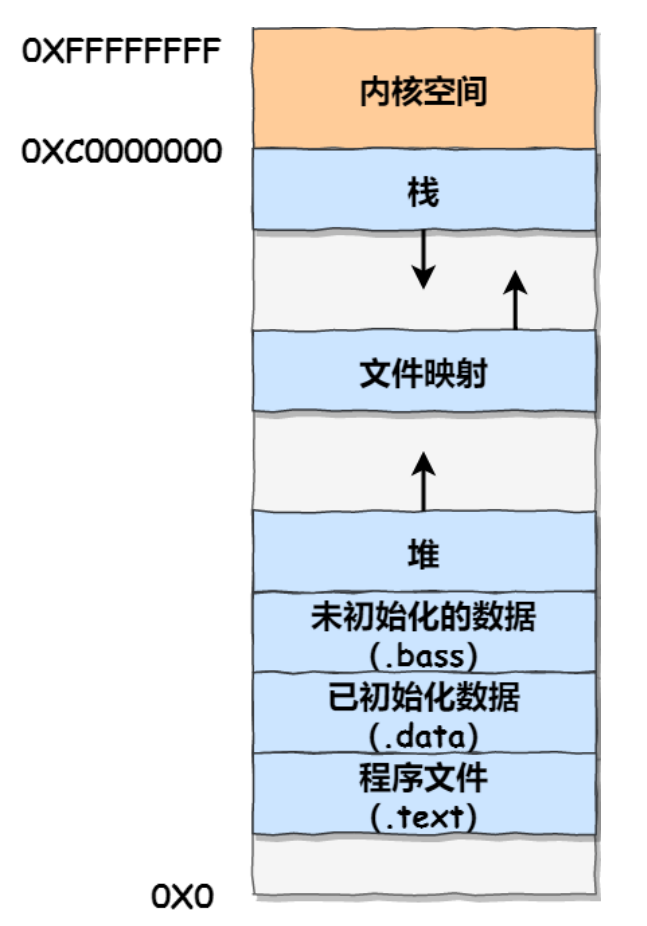 0XFFFFFFFF
内核空间
0XC0000000
栈
文件映射
堆
未初始化的数据
(.bass)
已初始化数据
(.data)
程序文件
(.text)
0X0